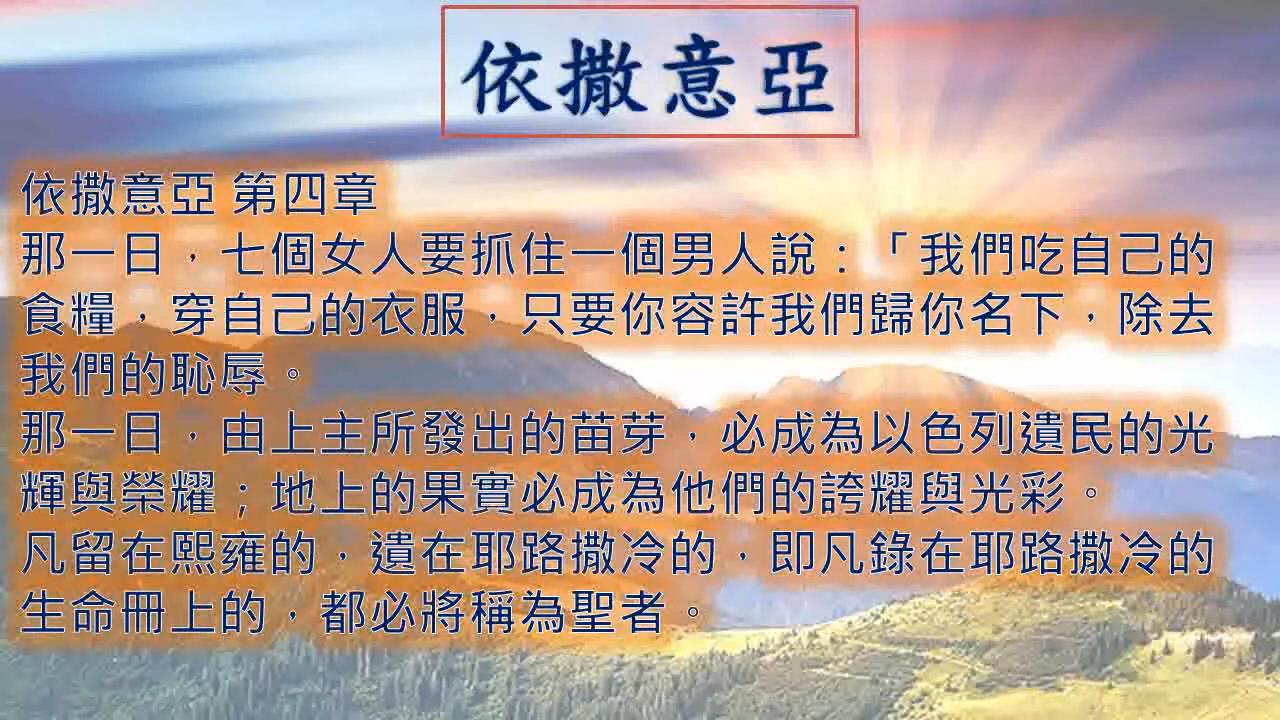 依撒意亞
依撒意亞 第四章
那一日，七個女人要抓住一個男人說：「我們吃自己的
食糧，穿自己的衣服，只要你容許我們歸你名下，除去
我們的恥辱。
那一日，由上主所發出的苗芽，必成為以色列遺民的光
輝與榮耀；地上的果實必成為他們的誇耀與光彩。
凡留在熙雍的，遺在耶路撒冷的，即凡錄在耶路撒冷的
生命冊上的，都必將稱為聖者。